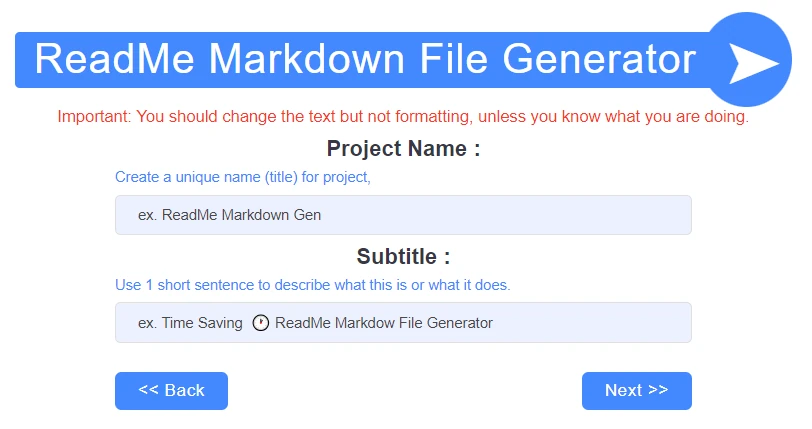 ReadMe Markdown File Generator
Important: You should change the text but not formatting, unless you know what you are doing.
Project Name :
Create a unique name (title) for project,
ex. ReadMe Markdown Gen
Subtitle :
Use 1 short sentence to describe what this is or what it does.
ex. Time Saving 🕐 ReadMe Markdow File Generator
<< Back
Next >>